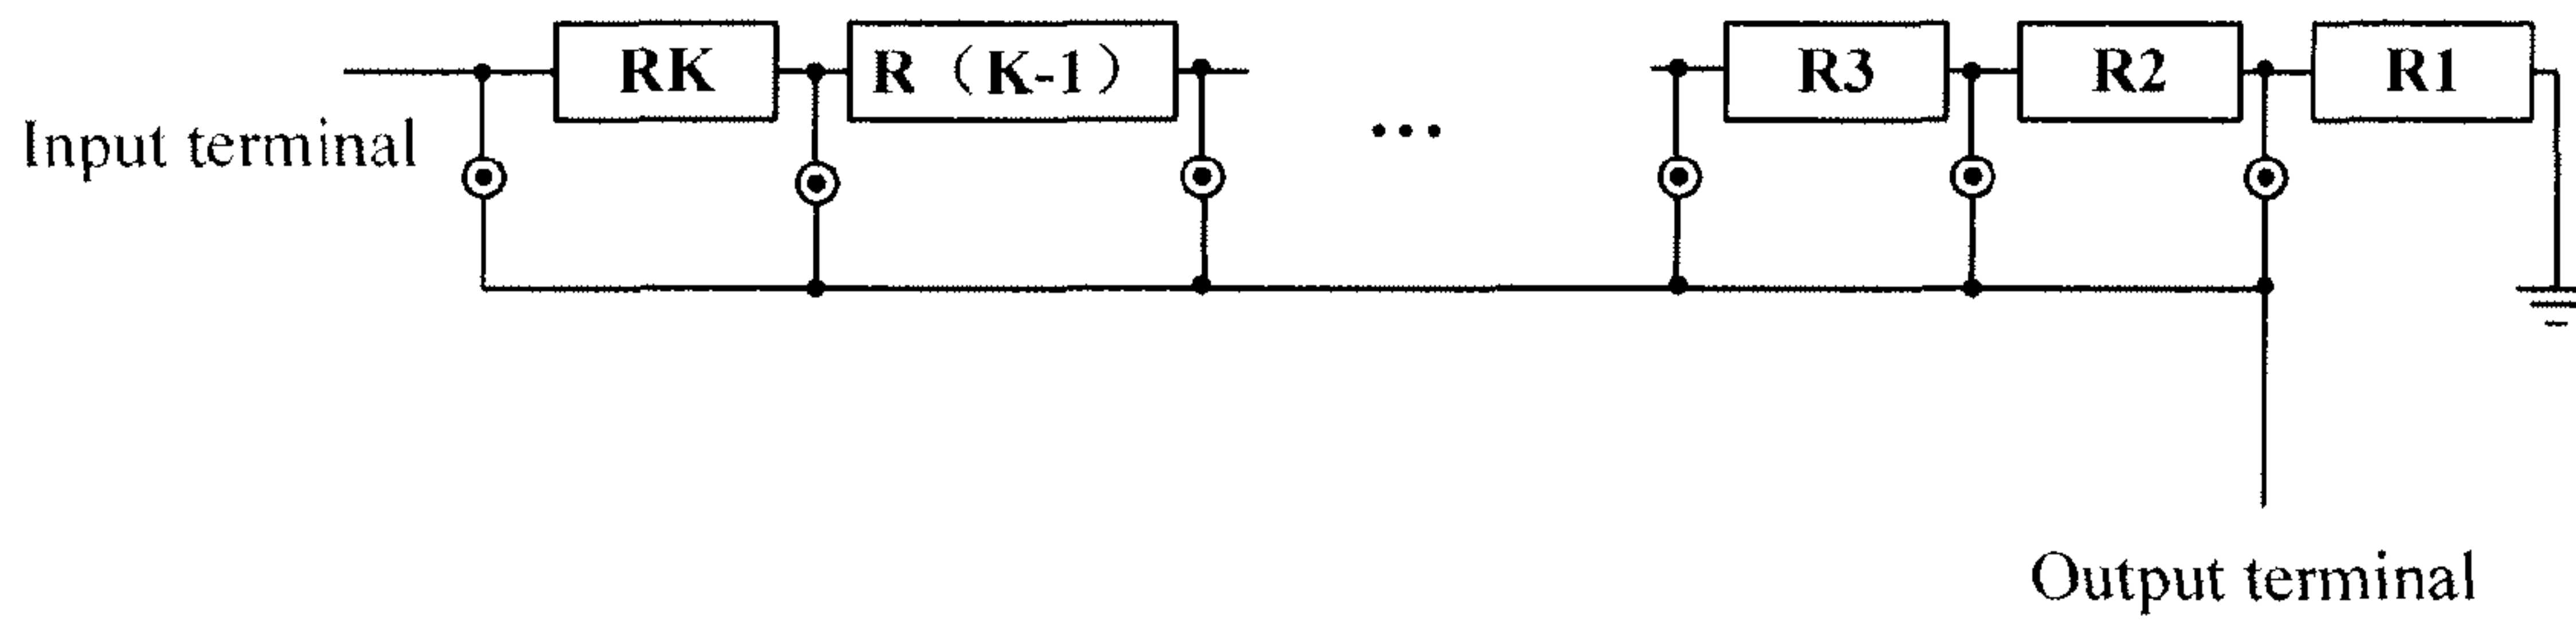 RK
R（K-1）
...
R3
R2
R1
Input terminal
Output terminal